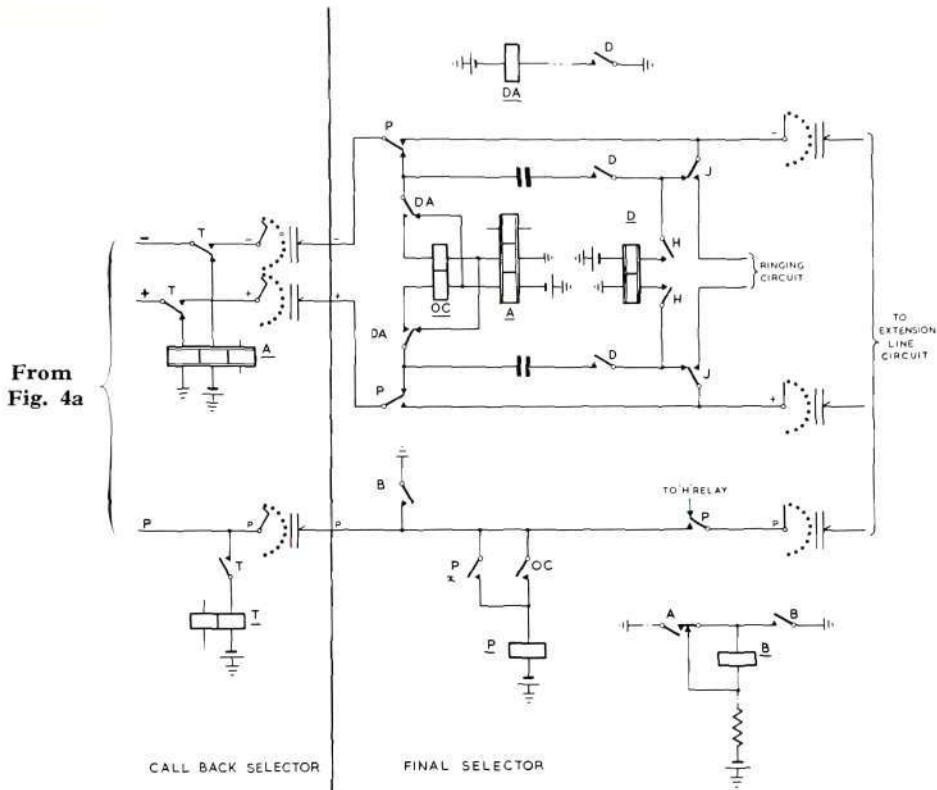 D
DA
P
-
D
J
DA
D
T
-
-
H
RINGING
CIRCUIT
+
T
+
+
OC
A
H
TO
EXTENSION
LINE
CIRCUIT
DA
A
D
J
From
Fig. 4a
P
+
B
TO 'H' RELAY
P
P
P
P
P
T
P
x
OC
A
B
T
P
B
CALL BACK SELECTOR
FINAL SELECTOR